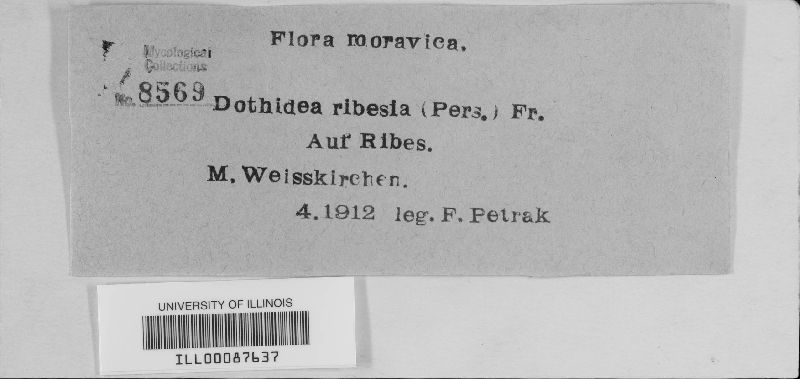 Flora moravica.
Mycological
Collections
No. 8569
Dothidea ribesia (Pers.) Fr.
Auf Ribes.
M. Weisskirchen.
4.1912 leg. F. Petrak
UNIVERSITY OF ILLINOIS
ILL00087637